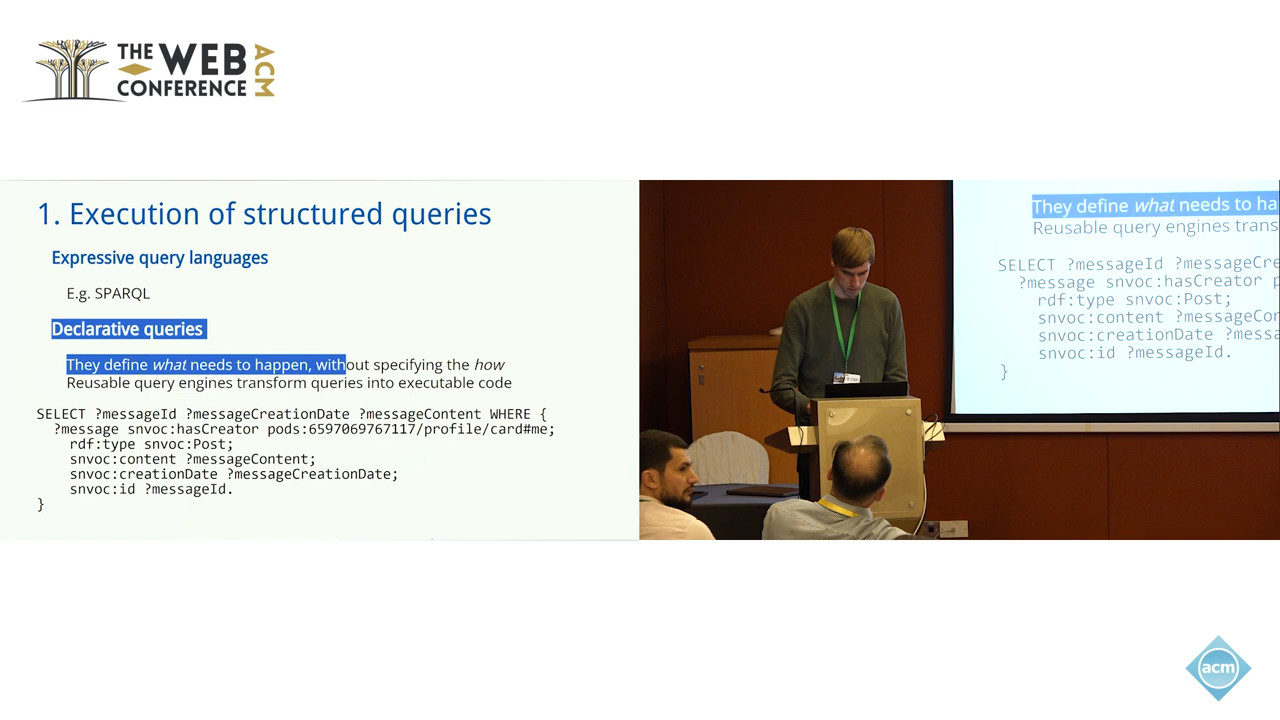 THE WEB CONFERENCE
ACM
1. Execution of structured queries
Expressive query languages
E.g. SPARQL
Declarative queries
They define what needs to happen, without specifying the how
Reusable query engines transform queries into executable code
SELECT ?messageId ?messageCreationDate ?messageContent WHERE {
?message snvoc:hasCreator pods:6597069767117/profile/card#me;
rdf:type snvoc:Post;
snvoc:content ?messageContent;
snvoc:creationDate ?messageCreationDate;
snvoc:id ?messageId.
}
They define what needs to ha
Reusable query engines trans
SELECT ?messageId ?messageCre
?message snvoc:hasCreator p
rdf:type snvoc:Post;
snvoc:content ?messageCon
snvoc:creationDate ?messa
snvoc:id ?messageId.
}
acm